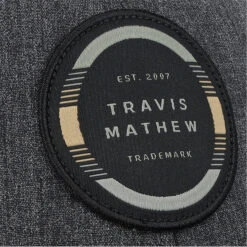 EST. 2007
TRAVIS
MATHEW
TRADEMARK